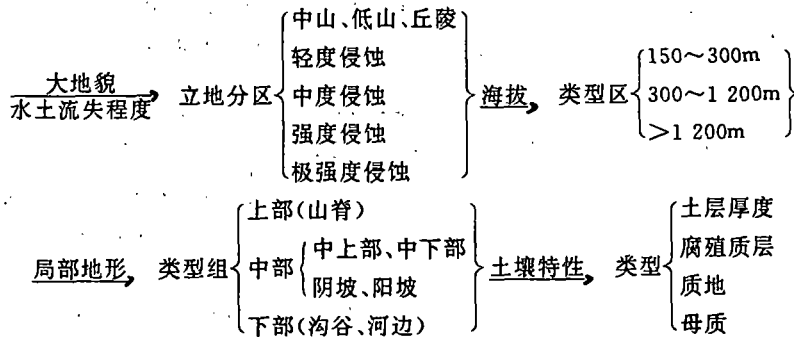 大地貌
水土流失程度
立地分区
中山、低山、丘陵
轻度侵蚀
中度侵蚀
强度侵蚀
极强度侵蚀
海拔
类型区
150～300m
300～1 200m
>1 200m
局部地形
类型组
上部(山脊)
中部
中上部、中下部
阴坡、阳坡
下部(沟谷、河边)
土壤特性
类型
土层厚度
腐殖质层
质地
母质